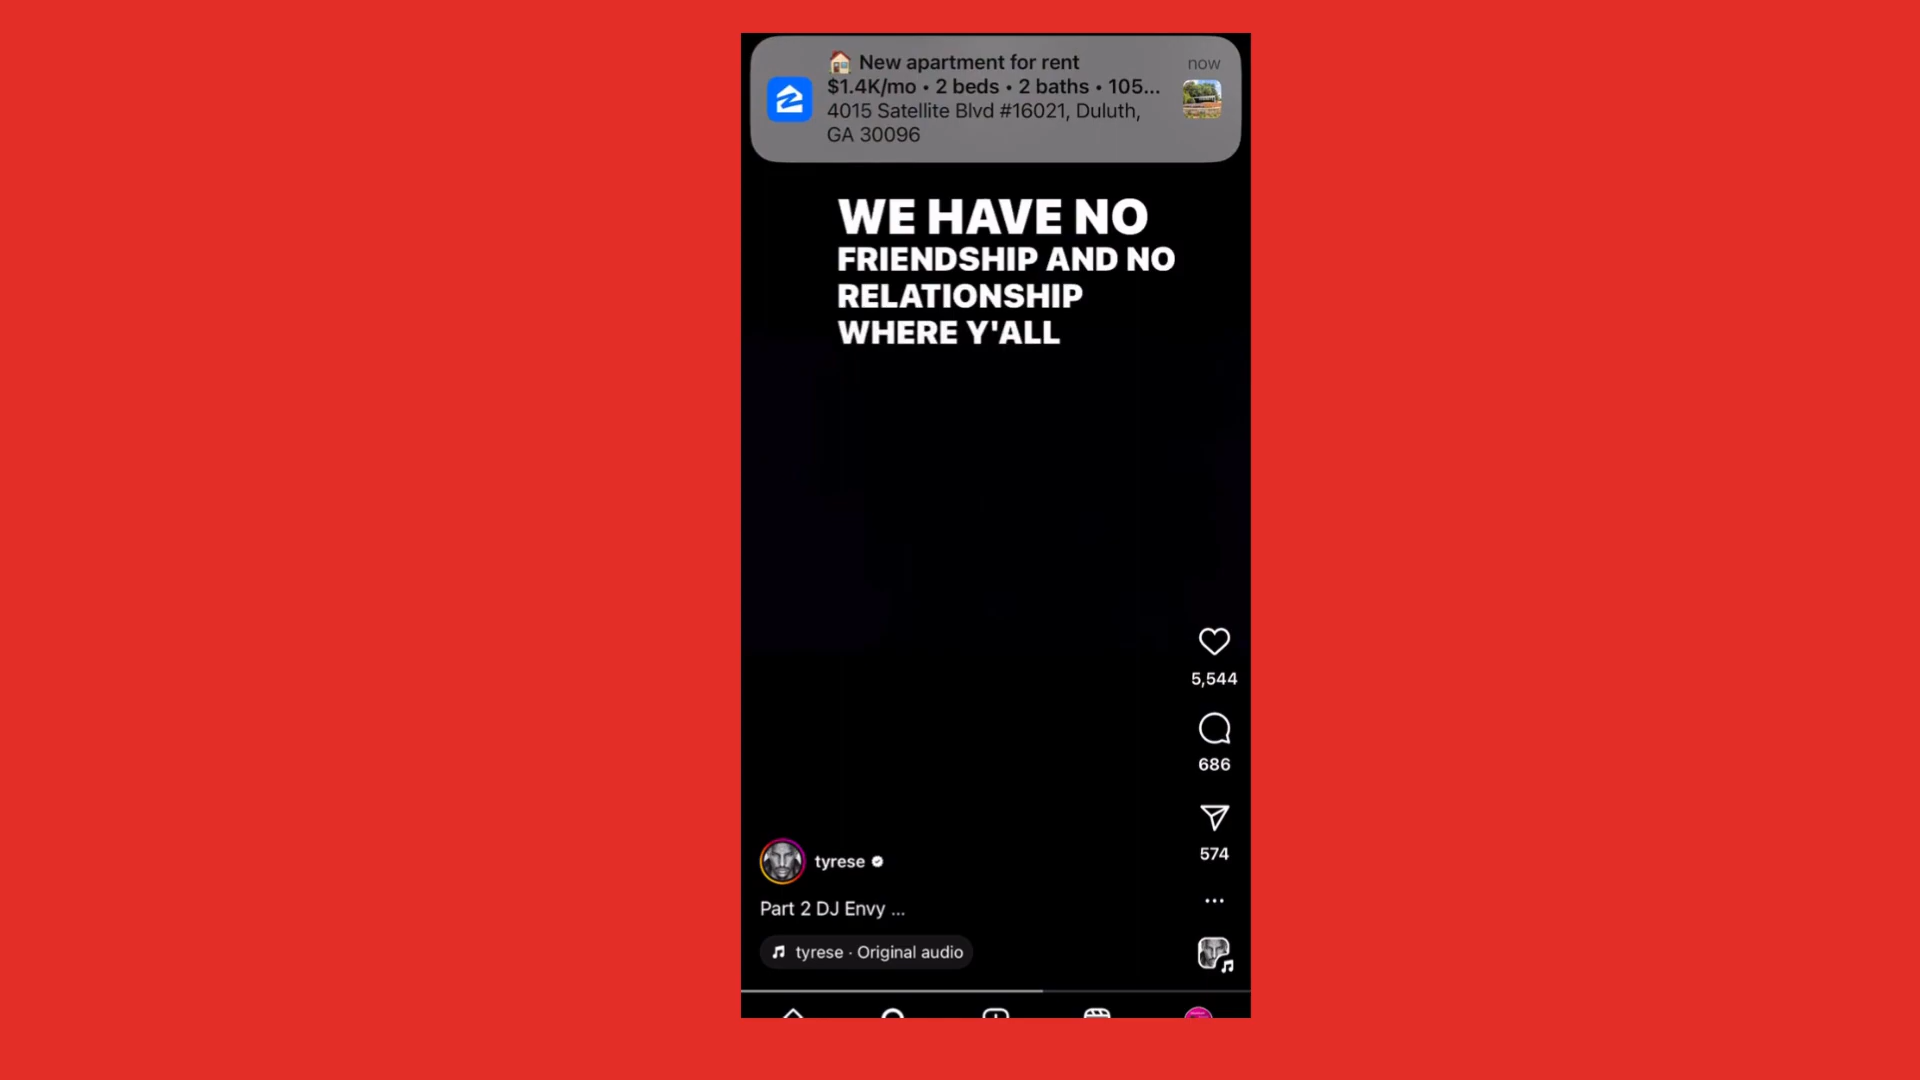 🏠 New apartment for rent
now
$1.4K/mo • 2 beds • 2 baths • 105...
4015 Satellite Blvd #16021, Duluth,
GA 30096
WE HAVE NO
FRIENDSHIP AND NO
RELATIONSHIP
WHERE Y'ALL
5,544
686
574
tyrese
Part 2 DJ Envy ...
tyrese · Original audio